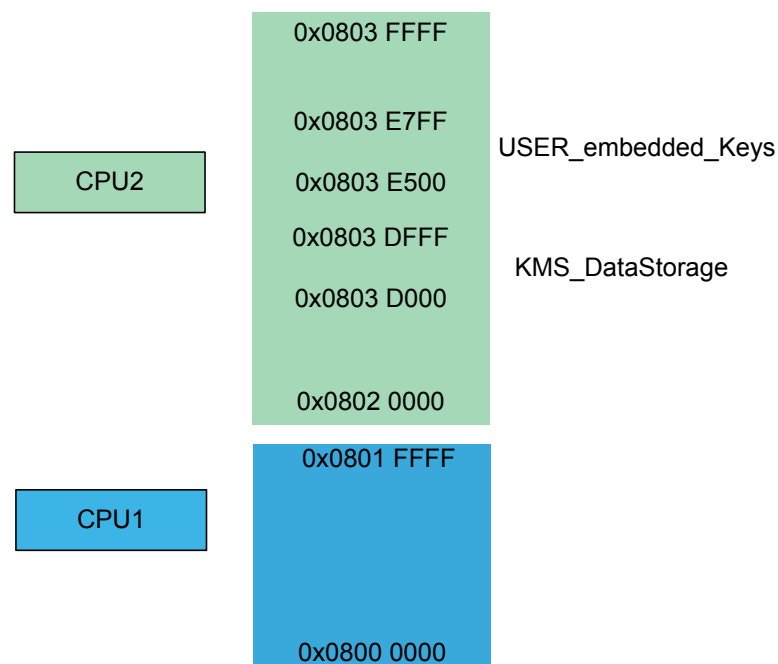 0x0803 FFFF
0x0803 E7FF
USER_embedded_Keys
CPU2
0x0803 E500
0x0803 DFFF
KMS_DataStorage
0x0803 D000
0x0802 0000
0x0801 FFFF
CPU1
0x0800 0000